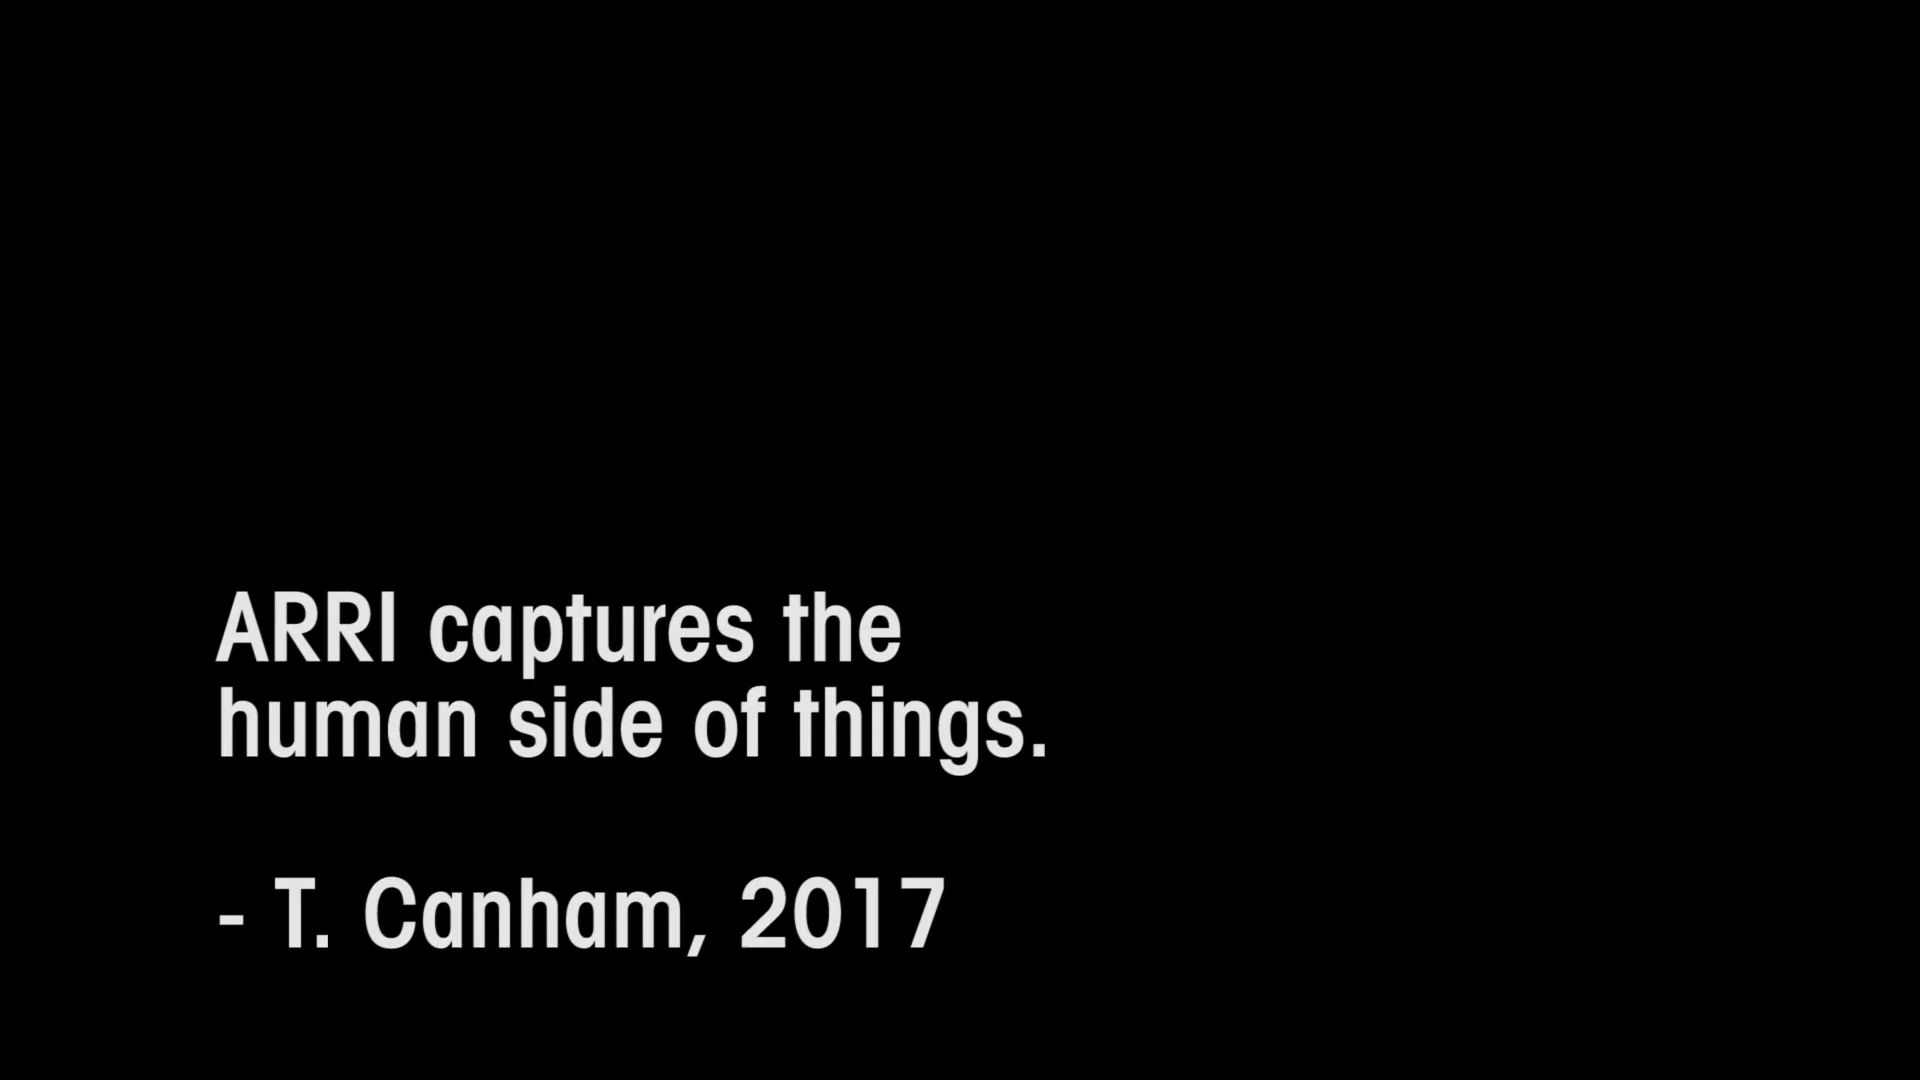 ARRI captures the
human side of things.
- T. Canham, 2017